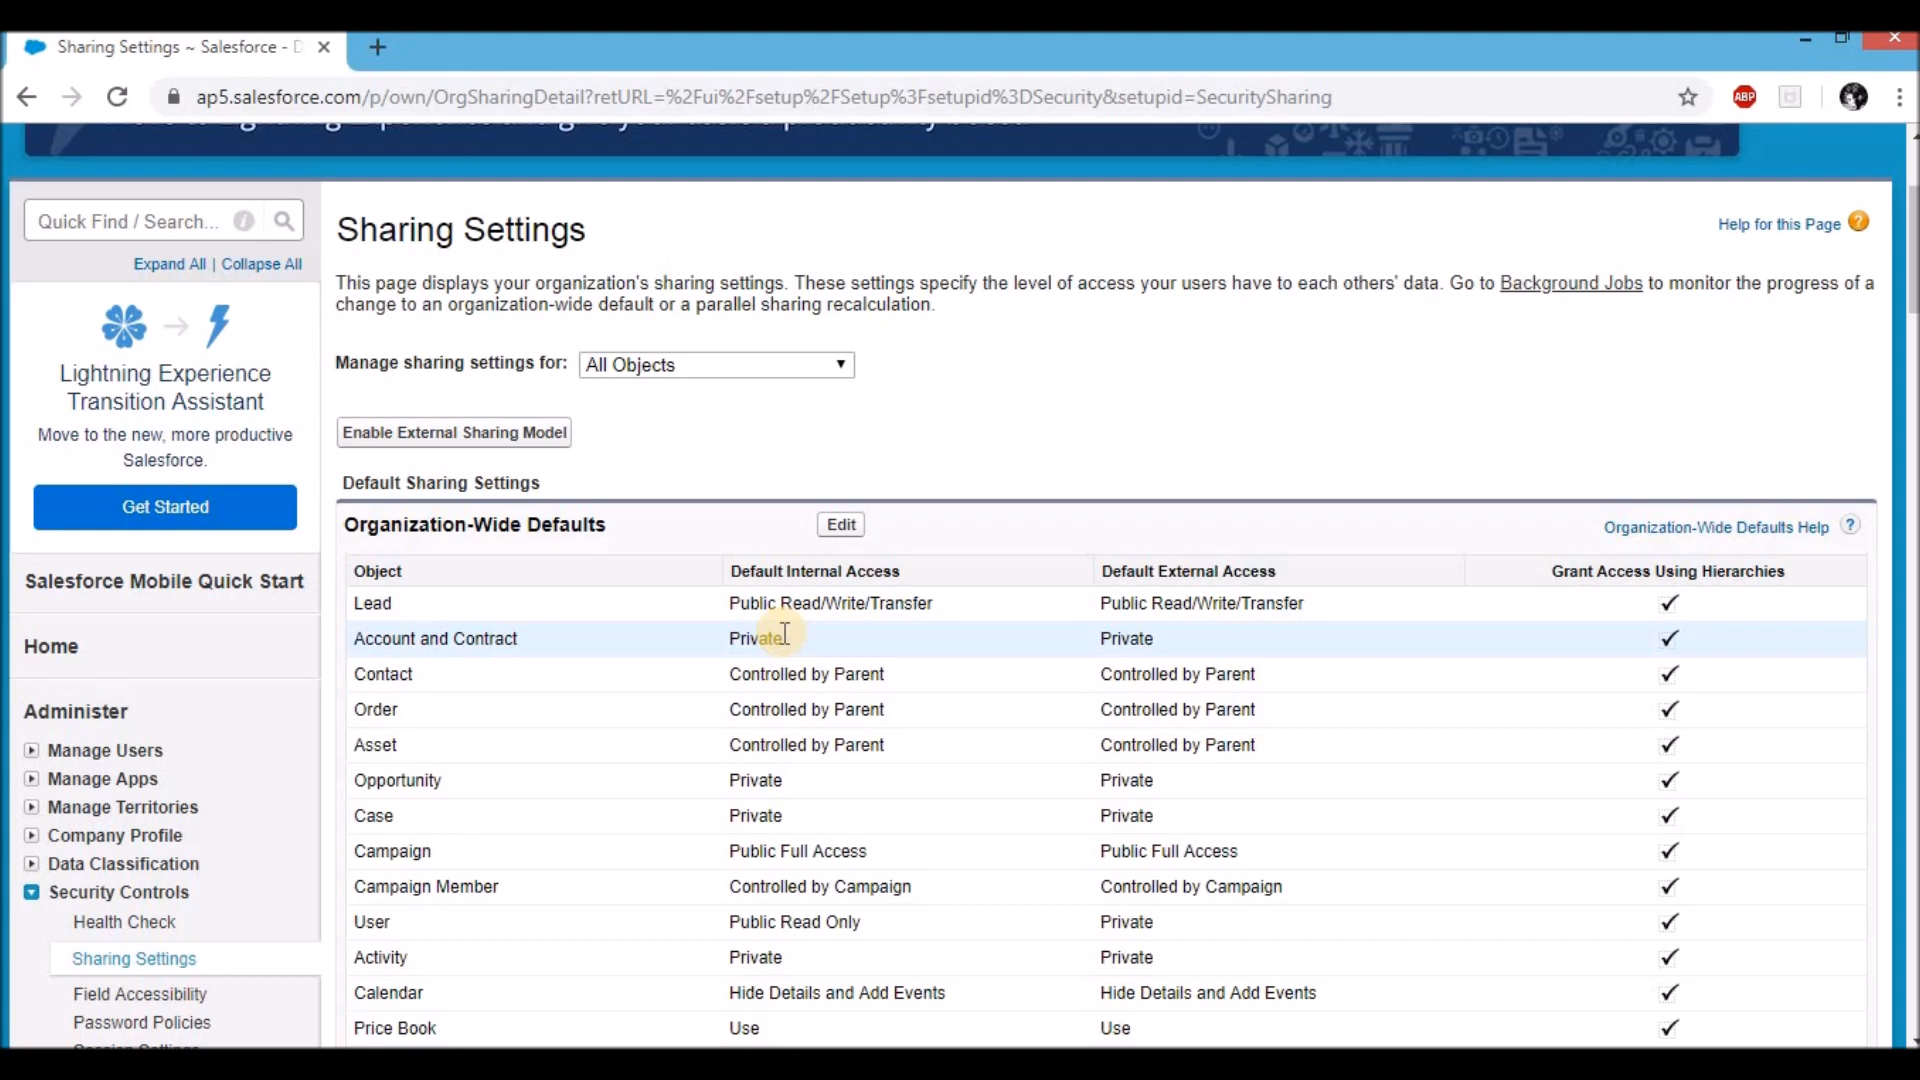 Sharing Settings ~ Salesforce - D
ap5.salesforce.com/p/own/OrgSharingDetail?retURL=%2Fui%2Fsetup%2FSetup%3Fsetupid%3DSecurity&setupid=SecuritySharing
ABP
Quick Find / Search...
Expand All | Collapse All
Lightning Experience
Transition Assistant
Move to the new, more productive
Salesforce.
Get Started
Salesforce Mobile Quick Start
Home
Administer
Manage Users
Manage Apps
Manage Territories
Company Profile
Data Classification
Security Controls
Health Check
Sharing Settings
Field Accessibility
Password Policies
Sharing Settings
Help for this Page ?
This page displays your organization's sharing settings. These settings specify the level of access your users have to each others' data. Go to Background Jobs to monitor the progress of a
change to an organization-wide default or a parallel sharing recalculation.
Manage sharing settings for: All Objects
Enable External Sharing Model
Default Sharing Settings
Organization-Wide Defaults Edit Organization-Wide Defaults Help ?
Object Default Internal Access Default External Access Grant Access Using Hierarchies
Lead Public Read/Write/Transfer Public Read/Write/Transfer ✓
Account and Contract Private Private ✓
Contact Controlled by Parent Controlled by Parent ✓
Order Controlled by Parent Controlled by Parent ✓
Asset Controlled by Parent Controlled by Parent ✓
Opportunity Private Private ✓
Case Private Private ✓
Campaign Public Full Access Public Full Access ✓
Campaign Member Controlled by Campaign Controlled by Campaign ✓
User Public Read Only Private ✓
Activity Private Private ✓
Calendar Hide Details and Add Events Hide Details and Add Events ✓
Price Book Use Use ✓